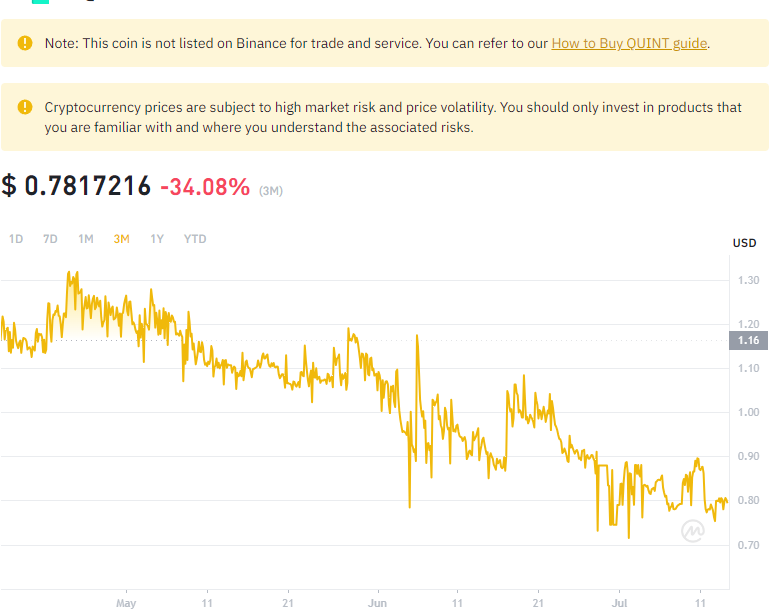 Note: This coin is not listed on Binance for trade and service. You can refer to our How to Buy QUINT guide.
Cryptocurrency prices are subject to high market risk and price volatility. You should only invest in products that
you are familiar with and where you understand the associated risks.
$ 0.7817216 -34.08% (3M)
1D 7D 1M 3M 1Y YTD
USD
1.30
1.20
1.16
1.10
1.00
0.90
0.80
0.70
May 11 21 Jun 11 21 Jul 11